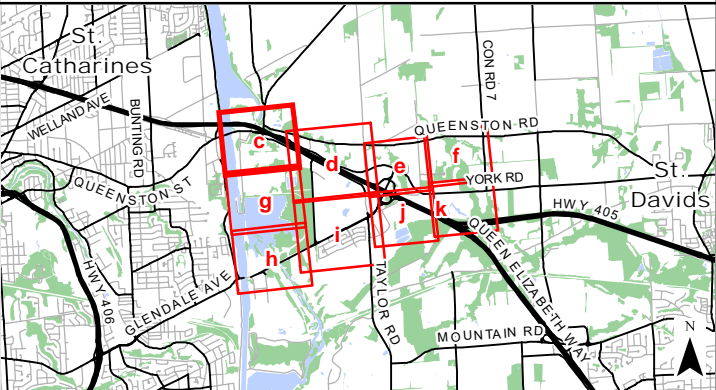 St.
Catharines
WELLAND AVE
BUNTING RD
QUEENSTON ST
HWY 406
GLENDALE AVE
CON RD 7
QUEENSTON RD
YORK RD
St.
Davids
HWY 405
QUEEN ELIZABETH WAY
TAYLOR RD
MOUNTAIN RD
c
d
e
f
g
h
i
j
k
N